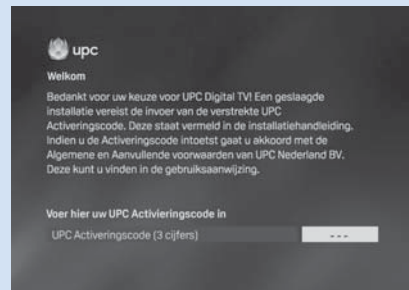 upc
Welkom
Bedankt voor uw keuze voor UPC Digital TV! Een geslaagde
installatie vereist de invoer van de verstrekte UPC
Activeringscode. Deze staat vermeld in de installatiehandleiding.
Indien u de Activeringscode intoetst gaat u akkoord met de
Algemene en Aanvullende voorwaarden van UPC Nederland BV.
Deze kunt u vinden in de gebruiksaanwijzing.
Voer hier uw UPC Activieringscode in
UPC Activeringscode (3 cijfers) - - -